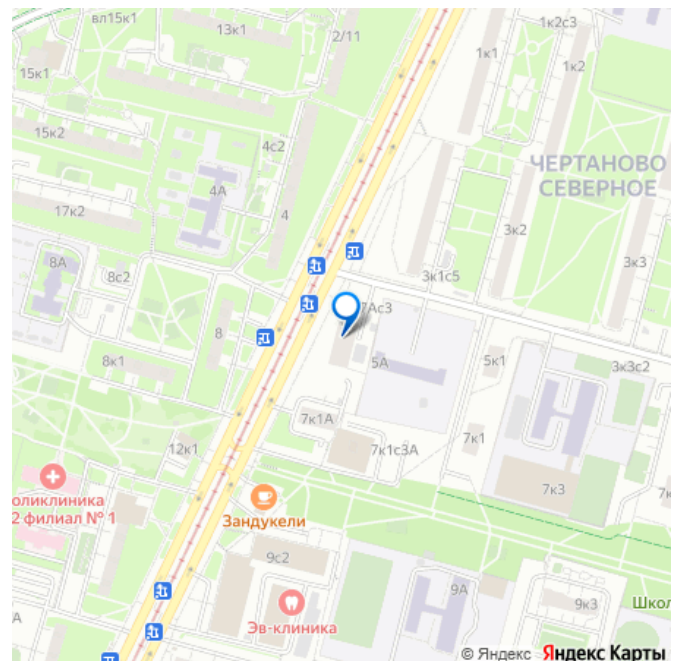 вл15к1
13к1
2/11
1к2с3
1к1
1к2
15к1
15к2
4с2
ЧЕРТАНОВО
СЕВЕРНОЕ
4А
17к2
4
3к2
8А
8с2
3к1с5
3к3
7Ас3
8
8к1
5А
5к1
3к3с2
7к1А
12к1
7к1с3А
7к1
7к3
7к
оликлиника
2 филиал № 1
Зандукели
9с2
9А
А
Эв-клиника
9к3
Школ
© Яндекс Яндекс Карты